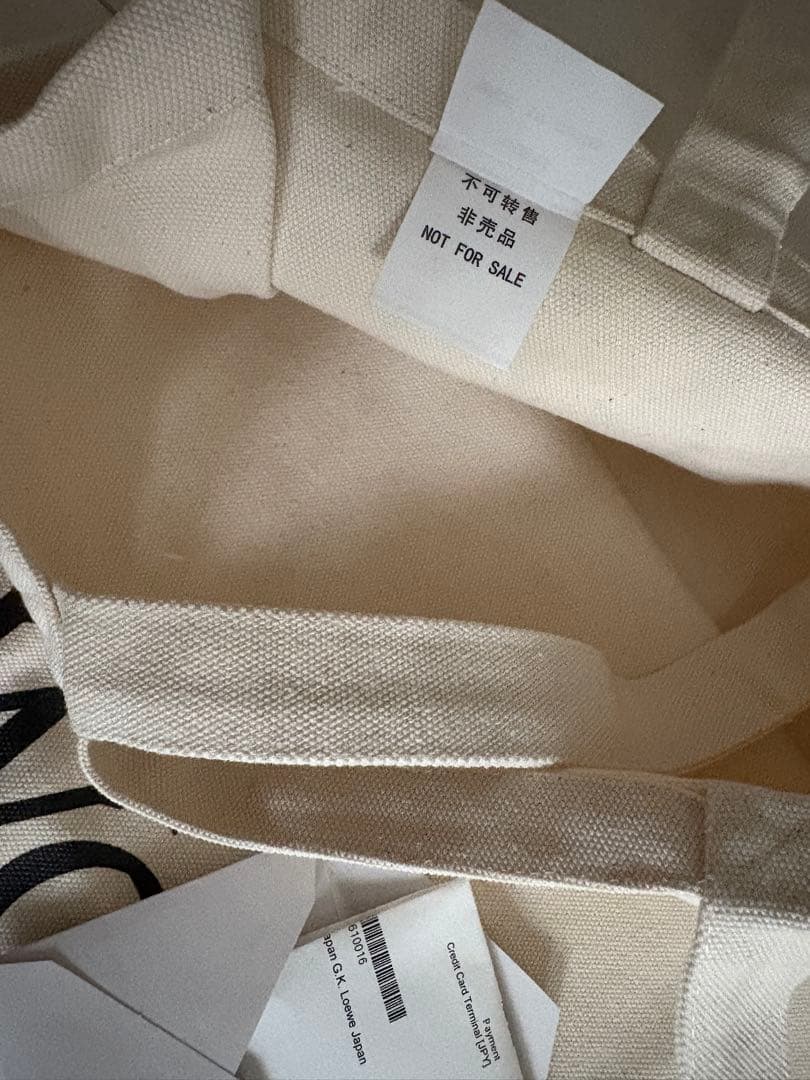 不可转售
非売品
NOT FOR SALE
610016
apan G.K. Loewe Japan
Payment
Credit Card Terminal [JPY]